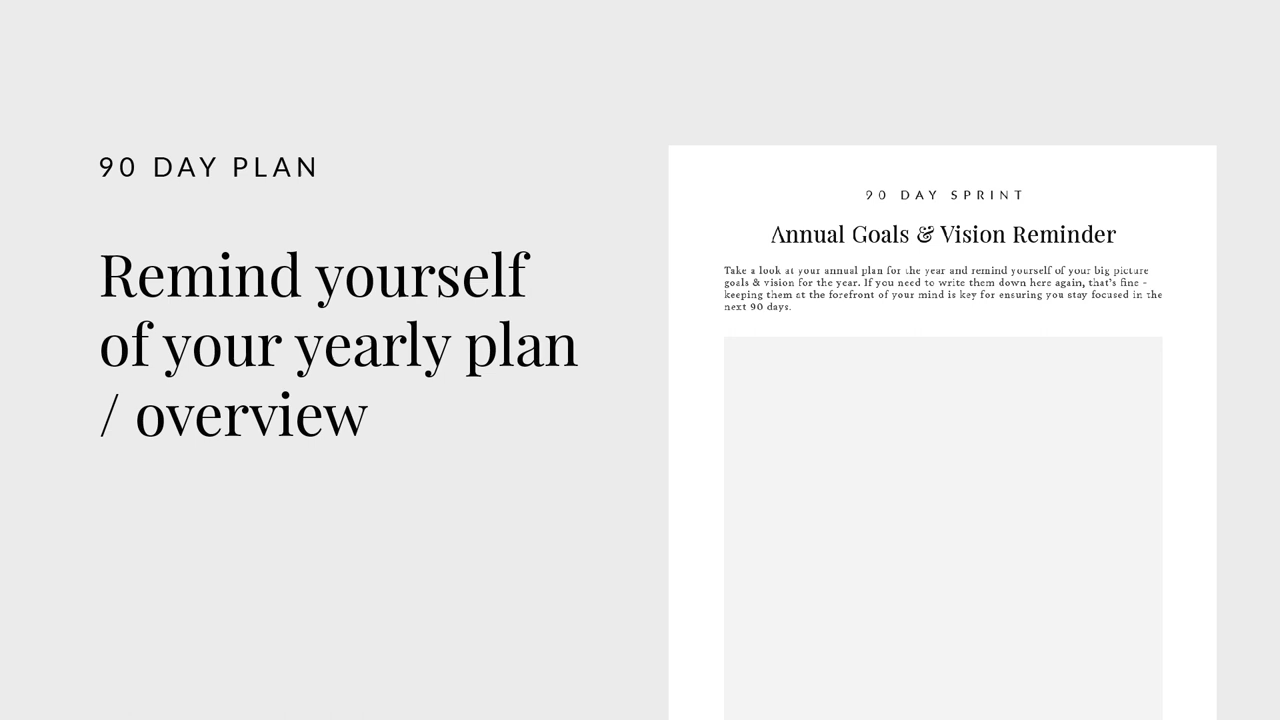 90 DAY PLAN
Remind yourself
of your yearly plan
/ overview
90 DAY SPRINT
Annual Goals & Vision Reminder
Take a look at your annual plan for the year and remind yourself of your big picture
goals & vision for the year. If you need to write them down here again, that's fine -
keeping them at the forefront of your mind is key for ensuring you stay focused in the
next 90 days.